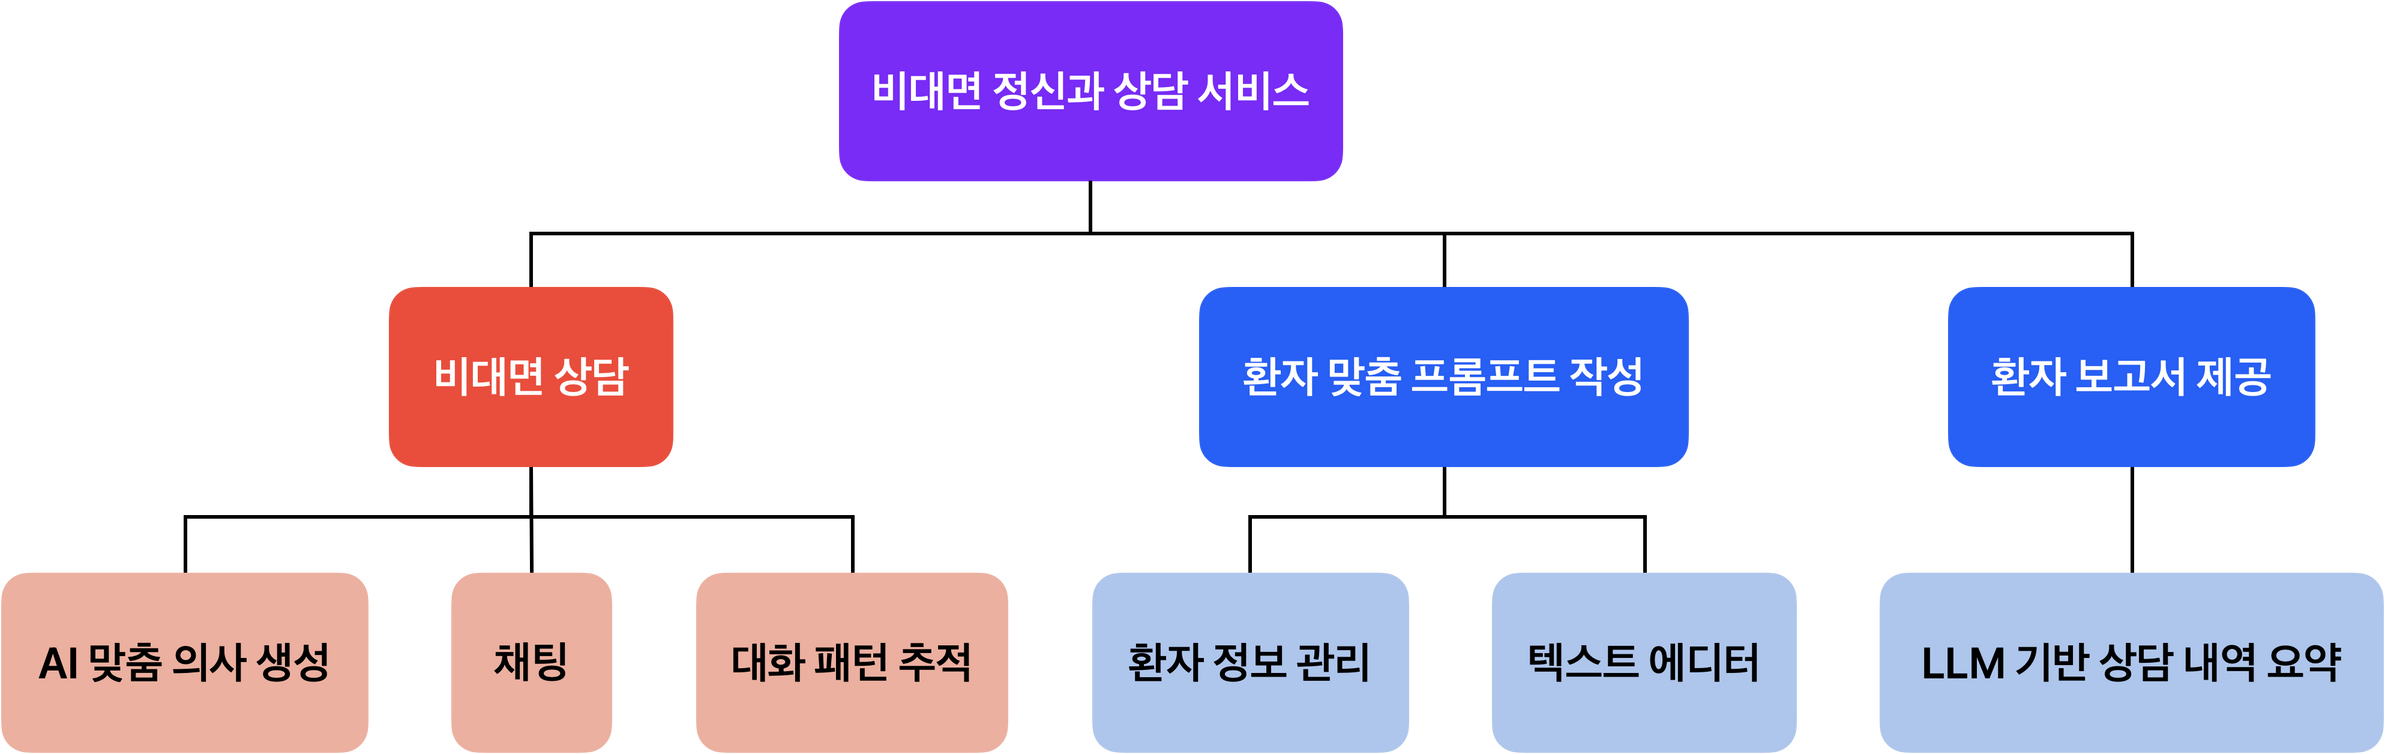 비대면 정신과 상담 서비스
비대면 상담
환자 맞춤 프롬프트 작성
환자 보고서 제공
AI 맞춤 의사 생성
채팅
대화 패턴 추적
환자 정보 관리
텍스트 에디터
LLM 기반 상담 내역 요약